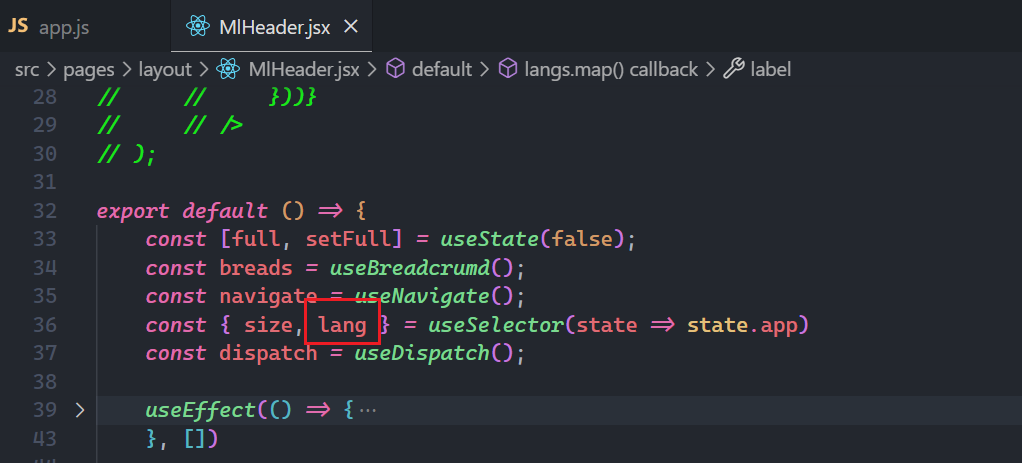 JS app.js MlHeader.jsx ×
src > pages > layout > MlHeader.jsx > default > langs.map() callback > label
28 //      //     }))}
29 //      // />
30 // );
31
32 export default () => {
33     const [full, setFull] = useState(false);
34     const breads = useBreadcrumd();
35     const navigate = useNavigate();
36     const { size, lang } = useSelector(state => state.app)
37     const dispatch = useDispatch();
38
39 >     useEffect(() => {···
43     }, [])